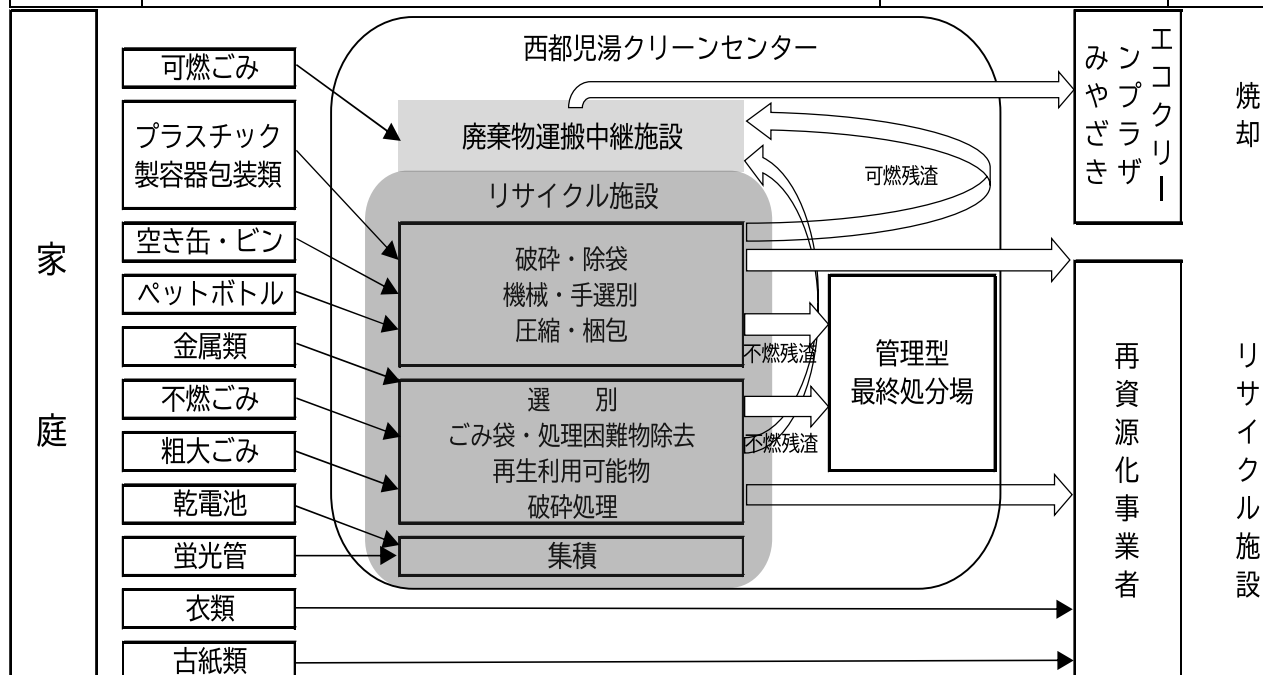 家庭
可燃ごみ
プラスチック
製容器包装類
空き缶・ビン
ペットボトル
金属類
不燃ごみ
粗大ごみ
乾電池
蛍光管
衣類
古紙類
西都児湯クリーンセンター
廃棄物運搬中継施設
リサイクル施設
破砕・除袋
機械・手選別
圧縮・梱包
選　別
ごみ袋・処理困難物除去
再生利用可能物
破砕処理
集積
可燃残渣
不燃残渣
不燃残渣
管理型
最終処分場
エコクリー
ンプラザ
みやざき
再資源化事業者
焼却
リサイクル施設